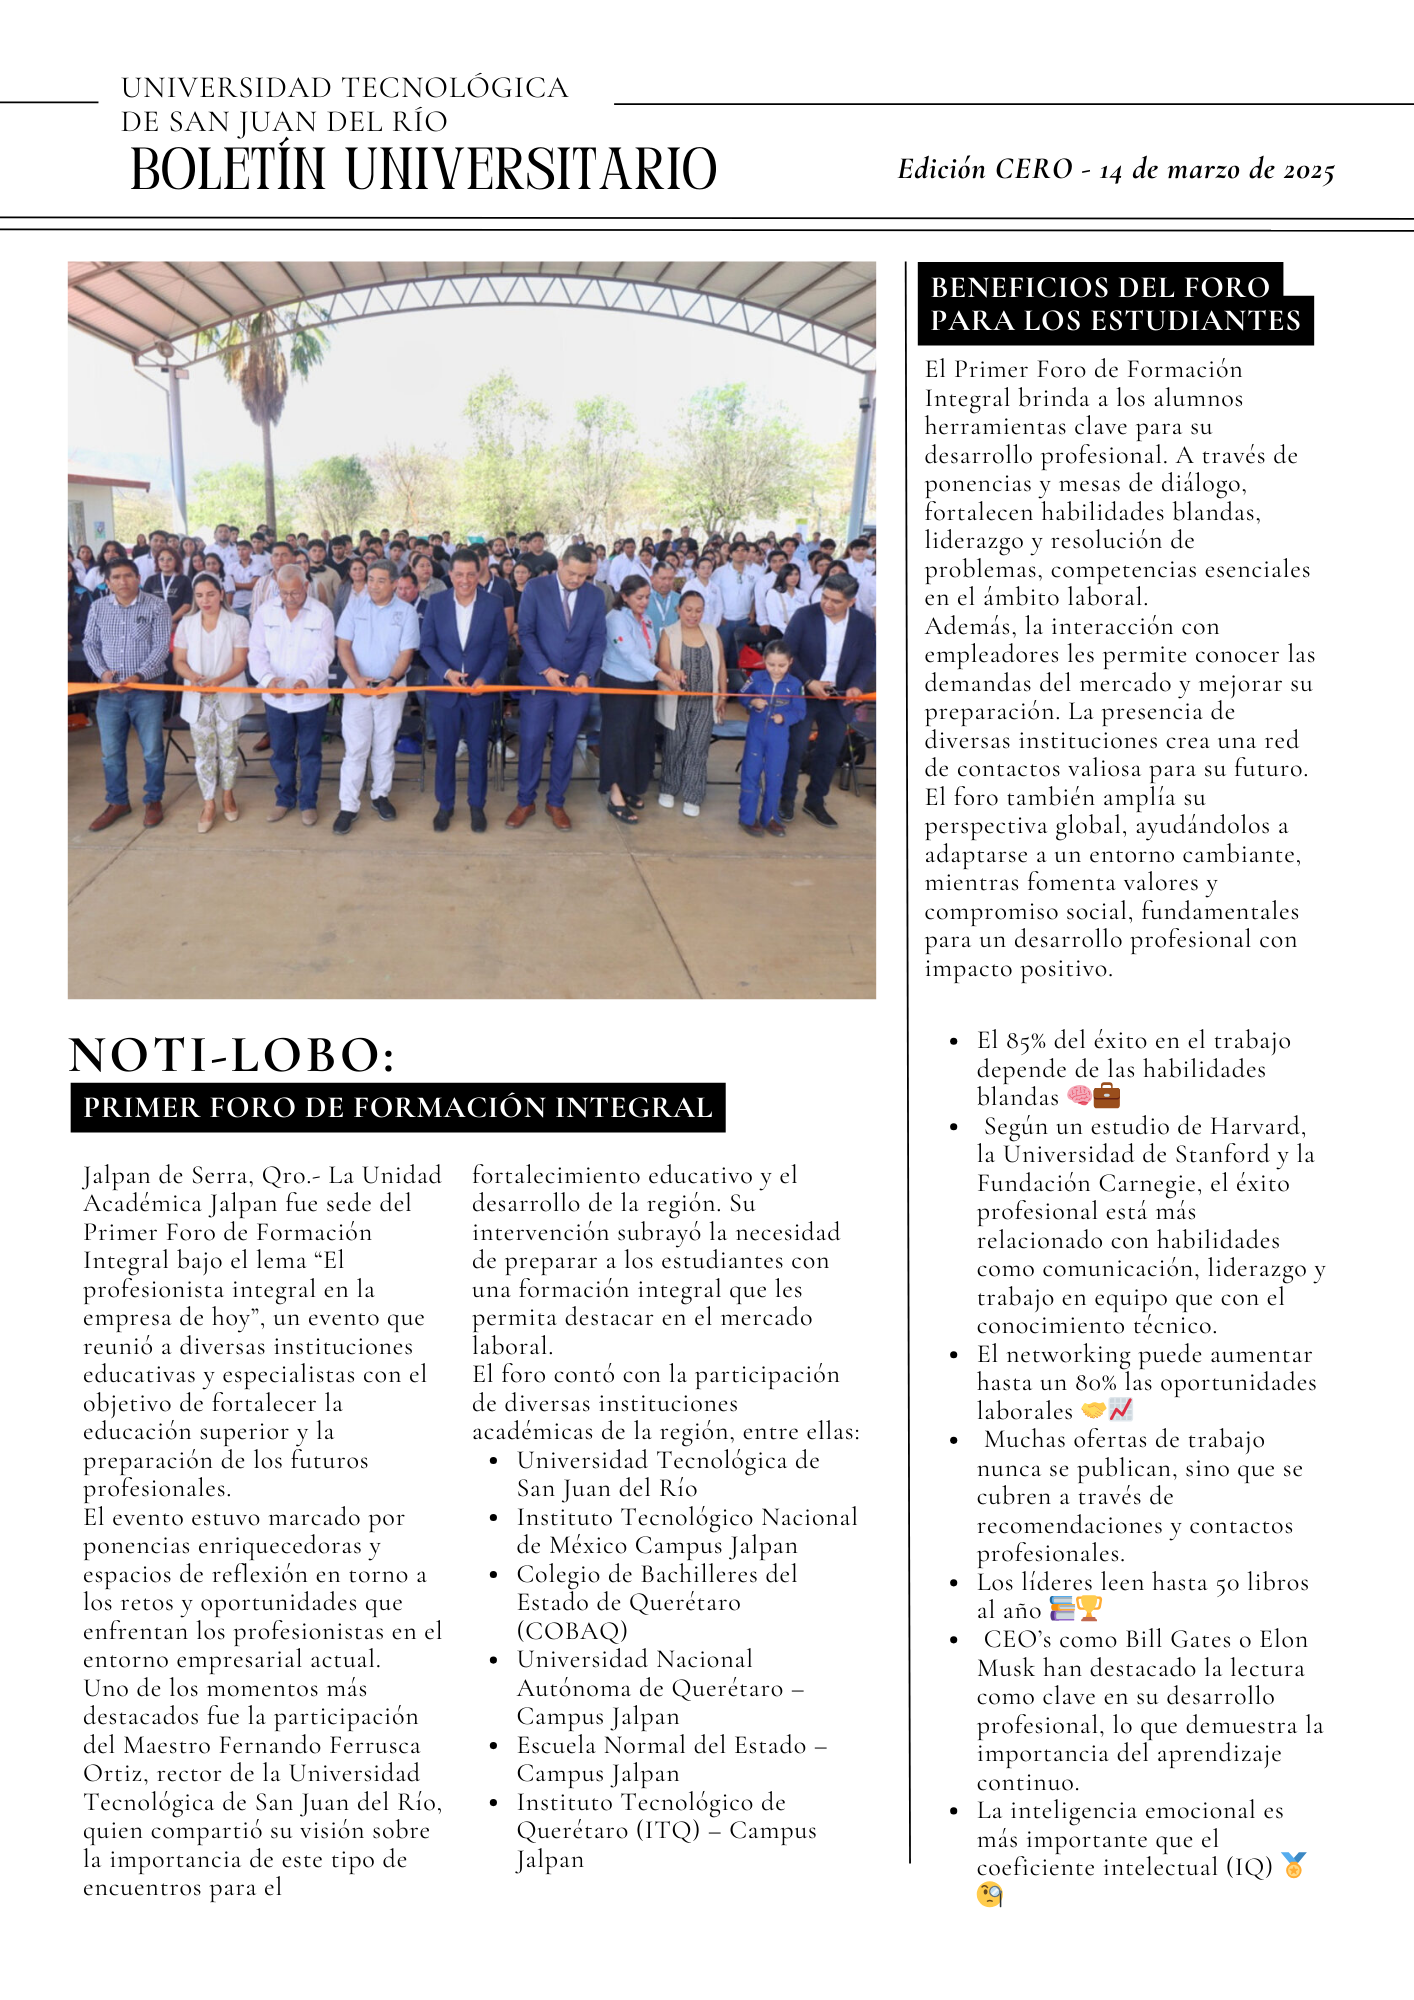 UNIVERSIDAD TECNOLÓGICA
DE SAN JUAN DEL RÍO
BOLETÍN UNIVERSITARIO
Edición CERO - 14 de marzo de 2025
NOTI-LOBO:
PRIMER FORO DE FORMACIÓN INTEGRAL
Jalpan de Serra, Qro.- La Unidad
Académica Jalpan fue sede del
Primer Foro de Formación
Integral bajo el lema “El
profesionista integral en la
empresa de hoy”, un evento que
reunió a diversas instituciones
educativas y especialistas con el
objetivo de fortalecer la
educación superior y la
preparación de los futuros
profesionales.
El evento estuvo marcado por
ponencias enriquecedoras y
espacios de reflexión en torno a
los retos y oportunidades que
enfrentan los profesionistas en el
entorno empresarial actual.
Uno de los momentos más
destacados fue la participación
del Maestro Fernando Ferrusca
Ortiz, rector de la Universidad
Tecnológica de San Juan del Río,
quien compartió su visión sobre
la importancia de este tipo de
encuentros para el
fortalecimiento educativo y el
desarrollo de la región. Su
intervención subrayó la necesidad
de preparar a los estudiantes con
una formación integral que les
permita destacar en el mercado
laboral.
El foro contó con la participación
de diversas instituciones
académicas de la región, entre ellas:
• Universidad Tecnológica de
San Juan del Río
• Instituto Tecnológico Nacional
de México Campus Jalpan
• Colegio de Bachilleres del
Estado de Querétaro
(COBAQ)
• Universidad Nacional
Autónoma de Querétaro –
Campus Jalpan
• Escuela Normal del Estado –
Campus Jalpan
• Instituto Tecnológico de
Querétaro (ITQ) – Campus
Jalpan
BENEFICIOS DEL FORO
PARA LOS ESTUDIANTES
El Primer Foro de Formación
Integral brinda a los alumnos
herramientas clave para su
desarrollo profesional. A través de
ponencias y mesas de diálogo,
fortalecen habilidades blandas,
liderazgo y resolución de
problemas, competencias esenciales
en el ámbito laboral.
Además, la interacción con
empleadores les permite conocer las
demandas del mercado y mejorar su
preparación. La presencia de
diversas instituciones crea una red
de contactos valiosa para su futuro.
El foro también amplía su
perspectiva global, ayudándolos a
adaptarse a un entorno cambiante,
mientras fomenta valores y
compromiso social, fundamentales
para un desarrollo profesional con
impacto positivo.
• El 85% del éxito en el trabajo
depende de las habilidades
blandas 🧠💼
• Según un estudio de Harvard,
la Universidad de Stanford y la
Fundación Carnegie, el éxito
profesional está más
relacionado con habilidades
como comunicación, liderazgo y
trabajo en equipo que con el
conocimiento técnico.
• El networking puede aumentar
hasta un 80% las oportunidades
laborales 🤝📈
• Muchas ofertas de trabajo
nunca se publican, sino que se
cubren a través de
recomendaciones y contactos
profesionales.
• Los líderes leen hasta 50 libros
al año 📚🏆
• CEO’s como Bill Gates o Elon
Musk han destacado la lectura
como clave en su desarrollo
profesional, lo que demuestra la
importancia del aprendizaje
continuo.
• La inteligencia emocional es
más importante que el
coeficiente intelectual (IQ) 🏅
🧐